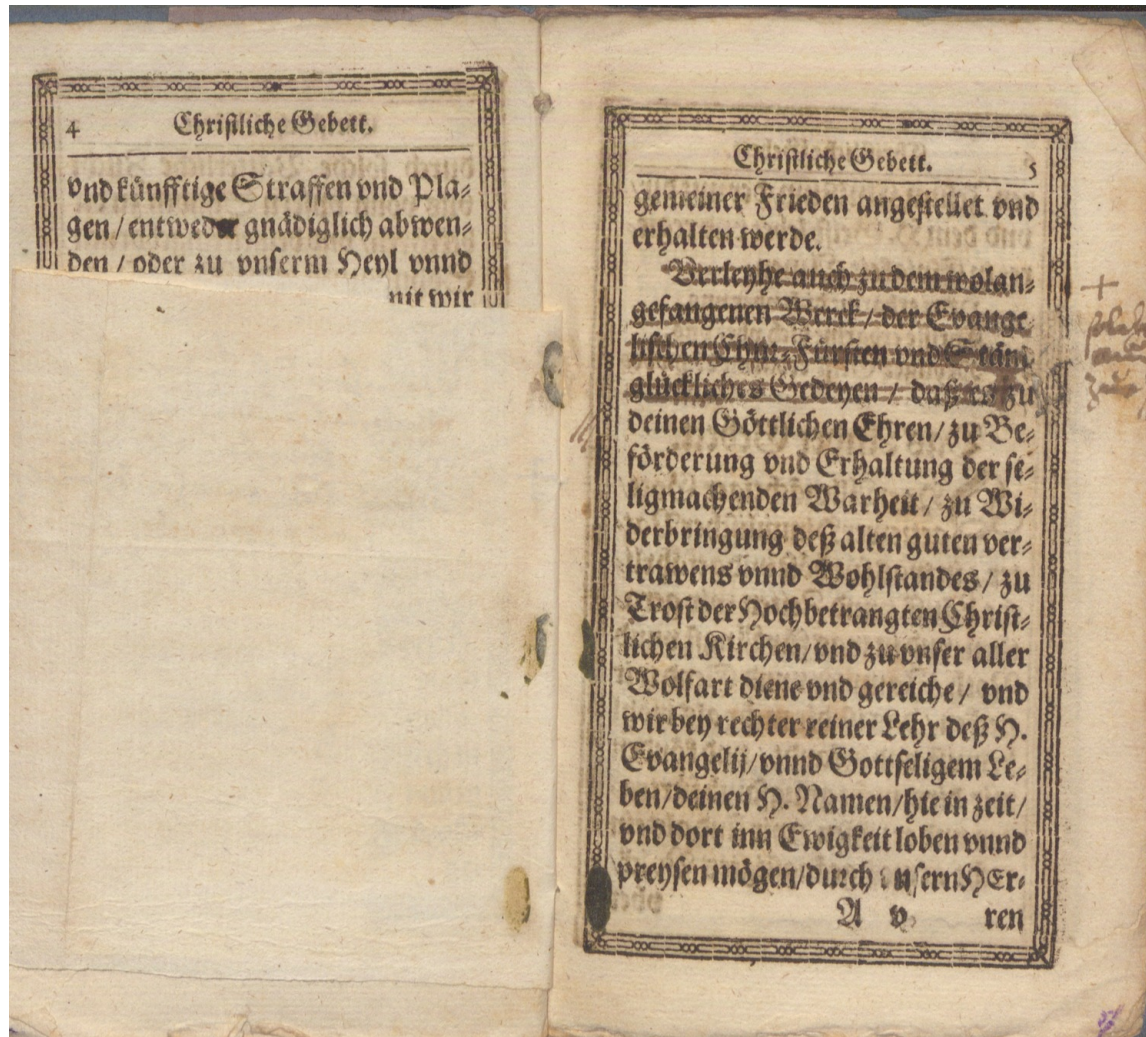 4 Christliche Gebett.
vnd künfftige Straffen vnd Pla⸗
gen / entweder gnädiglich abwen⸗
den / oder zu vnserm Heyl vnnd
mit wir
Christliche Gebett. 5
gemeiner Frieden angestellet vnd
erhalten werde.
Verleyhe auch zu dem wolan⸗
gefangenen Werck / der Evange
lischen Chur⸗Fürsten vnd Ständ
glückliches Gedeyen / daß es zu
deinen Göttlichen Ehren / zu Be⸗
förderung vnd Erhaltung der se⸗
ligmachenden Warheit / zu Wi⸗
derbringung deß alten guten ver⸗
trawens vnnd Wohlstandes / zu
Trost der Hochbetrangten Christ⸗
lichen Kirchen / vnd zu vnser aller
Wolfart diene vnd gereiche / vnd
wir bey rechter reiner Lehr deß H.
Evangelij / vnnd Gottseligem Le⸗
ben / deinen H. Namen / hie in zeit /
vnd dort inn Ewigkeit loben vnnd
preysen mögen / durch vnsern HEr⸗
A v ren